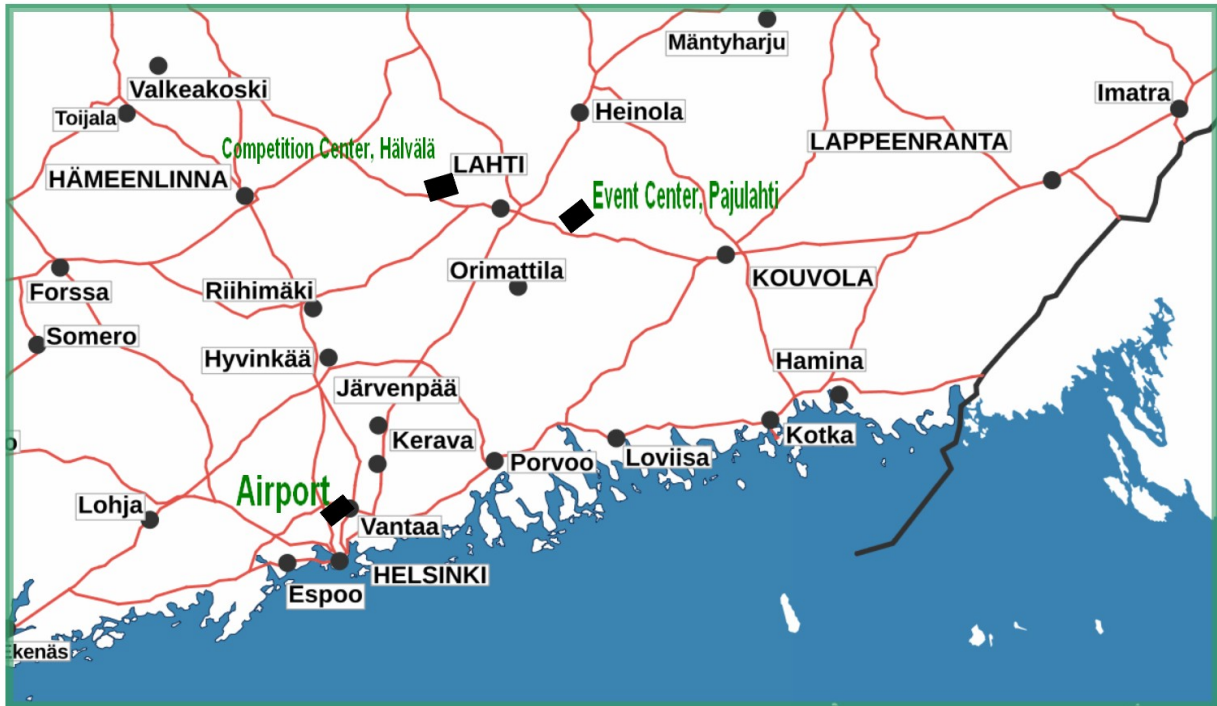 Mäntyharju
Valkeakoski
Imatra
Heinola
Toijala
LAPPEENRANTA
Competition Center, Hälvälä
LAHTI
HÄMEENLINNA
Event Center, Pajulahti
Orimattila
KOUVOLA
Forssa
Riihimäki
Somero
Hyvinkää
Hamina
Järvenpää
Kerava
Kotka
Loviisa
Porvoo
Airport
Lohja
Vantaa
HELSINKI
Espoo
kenäs